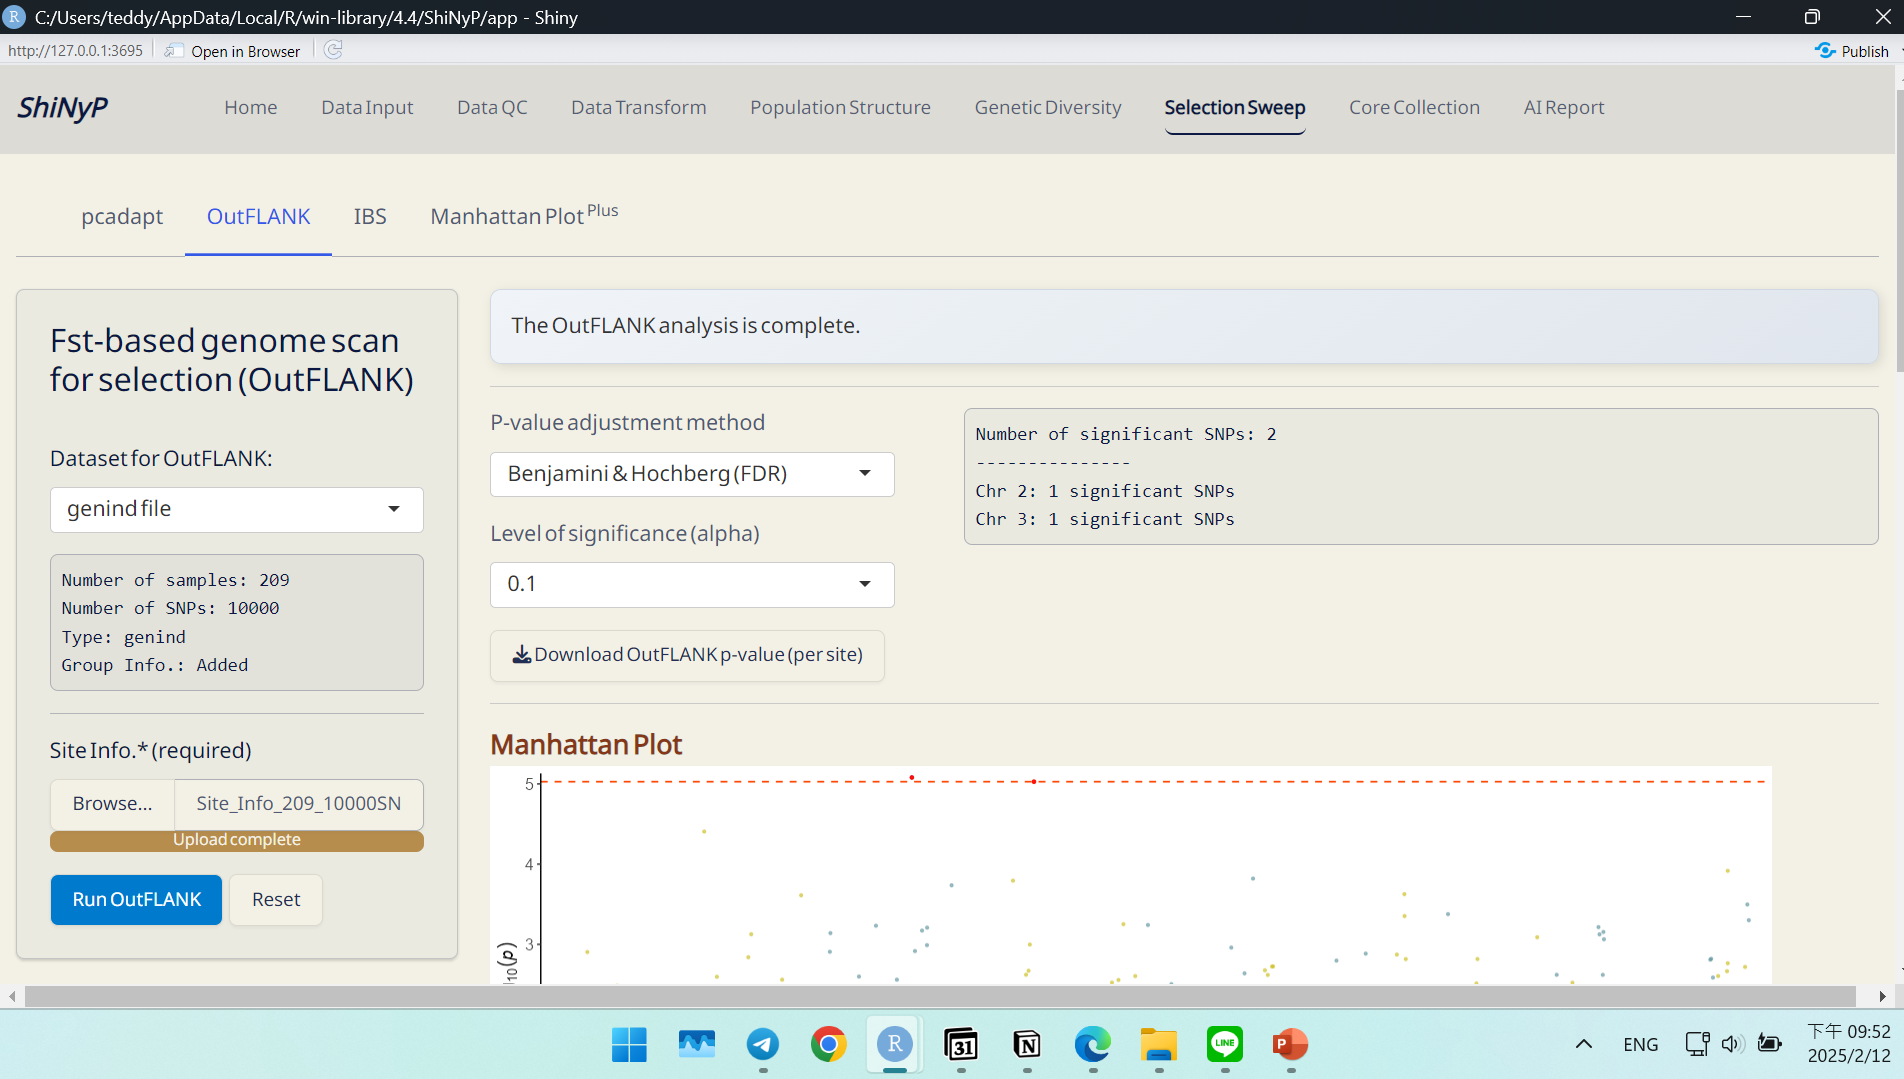 C:/Users/teddy/AppData/Local/R/win-library/4.4/ShiNyP/app - Shiny
http://127.0.0.1:3695 Open in Browser Publish
ShiNyP Home Data Input Data QC Data Transform Population Structure Genetic Diversity Selection Sweep Core Collection AI Report
pcadapt OutFLANK IBS Manhattan Plot Plus
Fst-based genome scan
for selection (OutFLANK)
Dataset for OutFLANK:
genind file
Number of samples: 209
Number of SNPs: 10000
Type: genind
Group Info.: Added
Site Info.* (required)
Browse... Site_Info_209_10000SN
Upload complete
Run OutFLANK Reset
The OutFLANK analysis is complete.
P-value adjustment method
Benjamini & Hochberg (FDR)
Level of significance (alpha)
0.1
Download OutFLANK p-value (per site)
Number of significant SNPs: 2
---------------
Chr 2: 1 significant SNPs
Chr 3: 1 significant SNPs
Manhattan Plot
5
4
3
10(p)
R 31 N LINE P
ENG
下午 09:52
2025/2/12